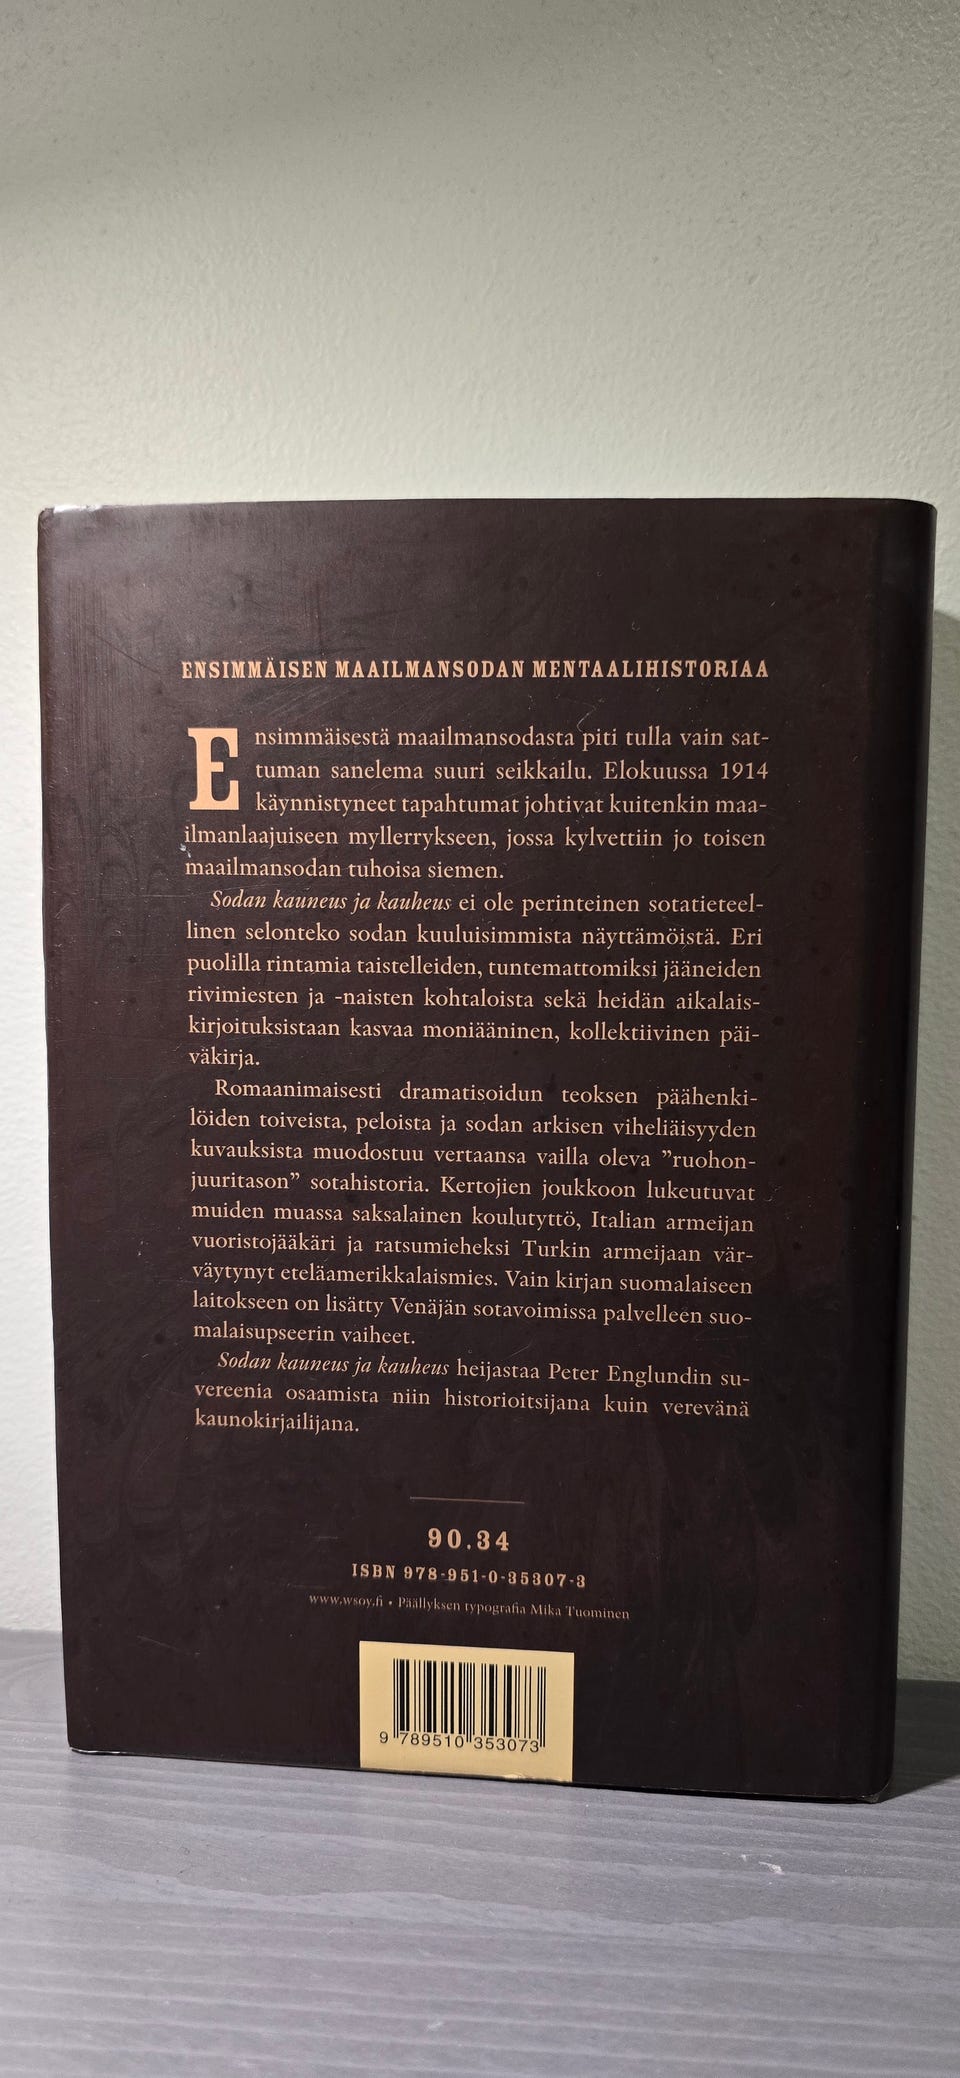 ENSIMMÄISEN MAAILMANSODAN MENTAALIHISTORIAA
Ensimmäisestä maailmansodasta piti tulla vain sat-
tuman sanelema suuri seikkailu. Elokuussa 1914
käynnistyneet tapahtumat johtivat kuitenkin maa-
ilmanlaajuiseen myllerrykseen, jossa kylvettiin jo toisen
maailmansodan tuhoisa siemen.
Sodan kauneus ja kauheus ei ole perinteinen sotatieteel-
linen selonteko sodan kuuluisimmista näyttämöistä. Eri
puolilla rintamia taistelleiden, tuntemattomiksi jääneiden
rivimiesten ja -naisten kohtaloista sekä heidän aikalais-
kirjoituksistaan kasvaa moniääninen, kollektiivinen päi-
väkirja.
Romaanimaisesti dramatisoidun teoksen päähenki-
löiden toiveista, peloista ja sodan arkisen viheliäisyyden
kuvauksista muodostuu vertaansa vailla oleva ”ruohon-
juuritason” sotahistoria. Kertojien joukkoon lukeutuvat
muiden muassa saksalainen koulutyttö, Italian armeijan
vuoristojääkäri ja ratsumieheksi Turkin armeijaan vär-
väytynyt eteläamerikkalaismies. Vain kirjan suomalaiseen
laitokseen on lisätty Venäjän sotavoimissa palvelleen suo-
malaisupseerin vaiheet.
Sodan kauneus ja kauheus heijastaa Peter Englundin su-
vereenia osaamista niin historioitsijana kuin verevänä
kaunokirjailijana.
90.34
ISBN 978-951-0-35307-3
www.wsoy.fi • Päällyksen typografia Mika Tuominen
9 789510 353073